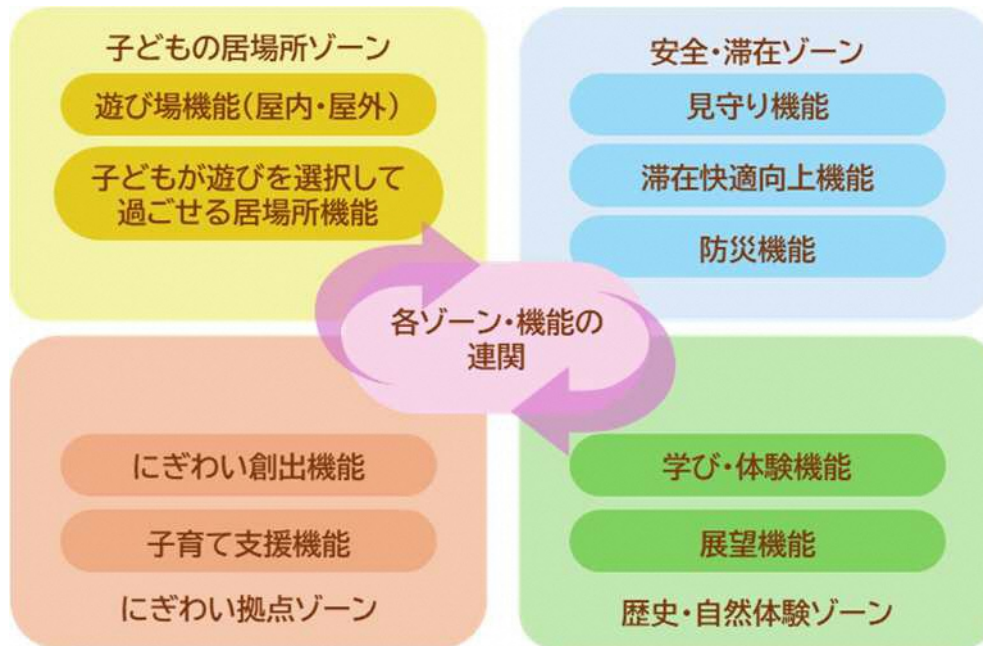 子どもの居場所ゾーン
遊び場機能(屋内・屋外)
子どもが遊びを選択して
過ごせる居場所機能
安全・滞在ゾーン
見守り機能
滞在快適向上機能
防災機能
各ゾーン・機能の
連関
にぎわい創出機能
子育て支援機能
にぎわい拠点ゾーン
学び・体験機能
展望機能
歴史・自然体験ゾーン